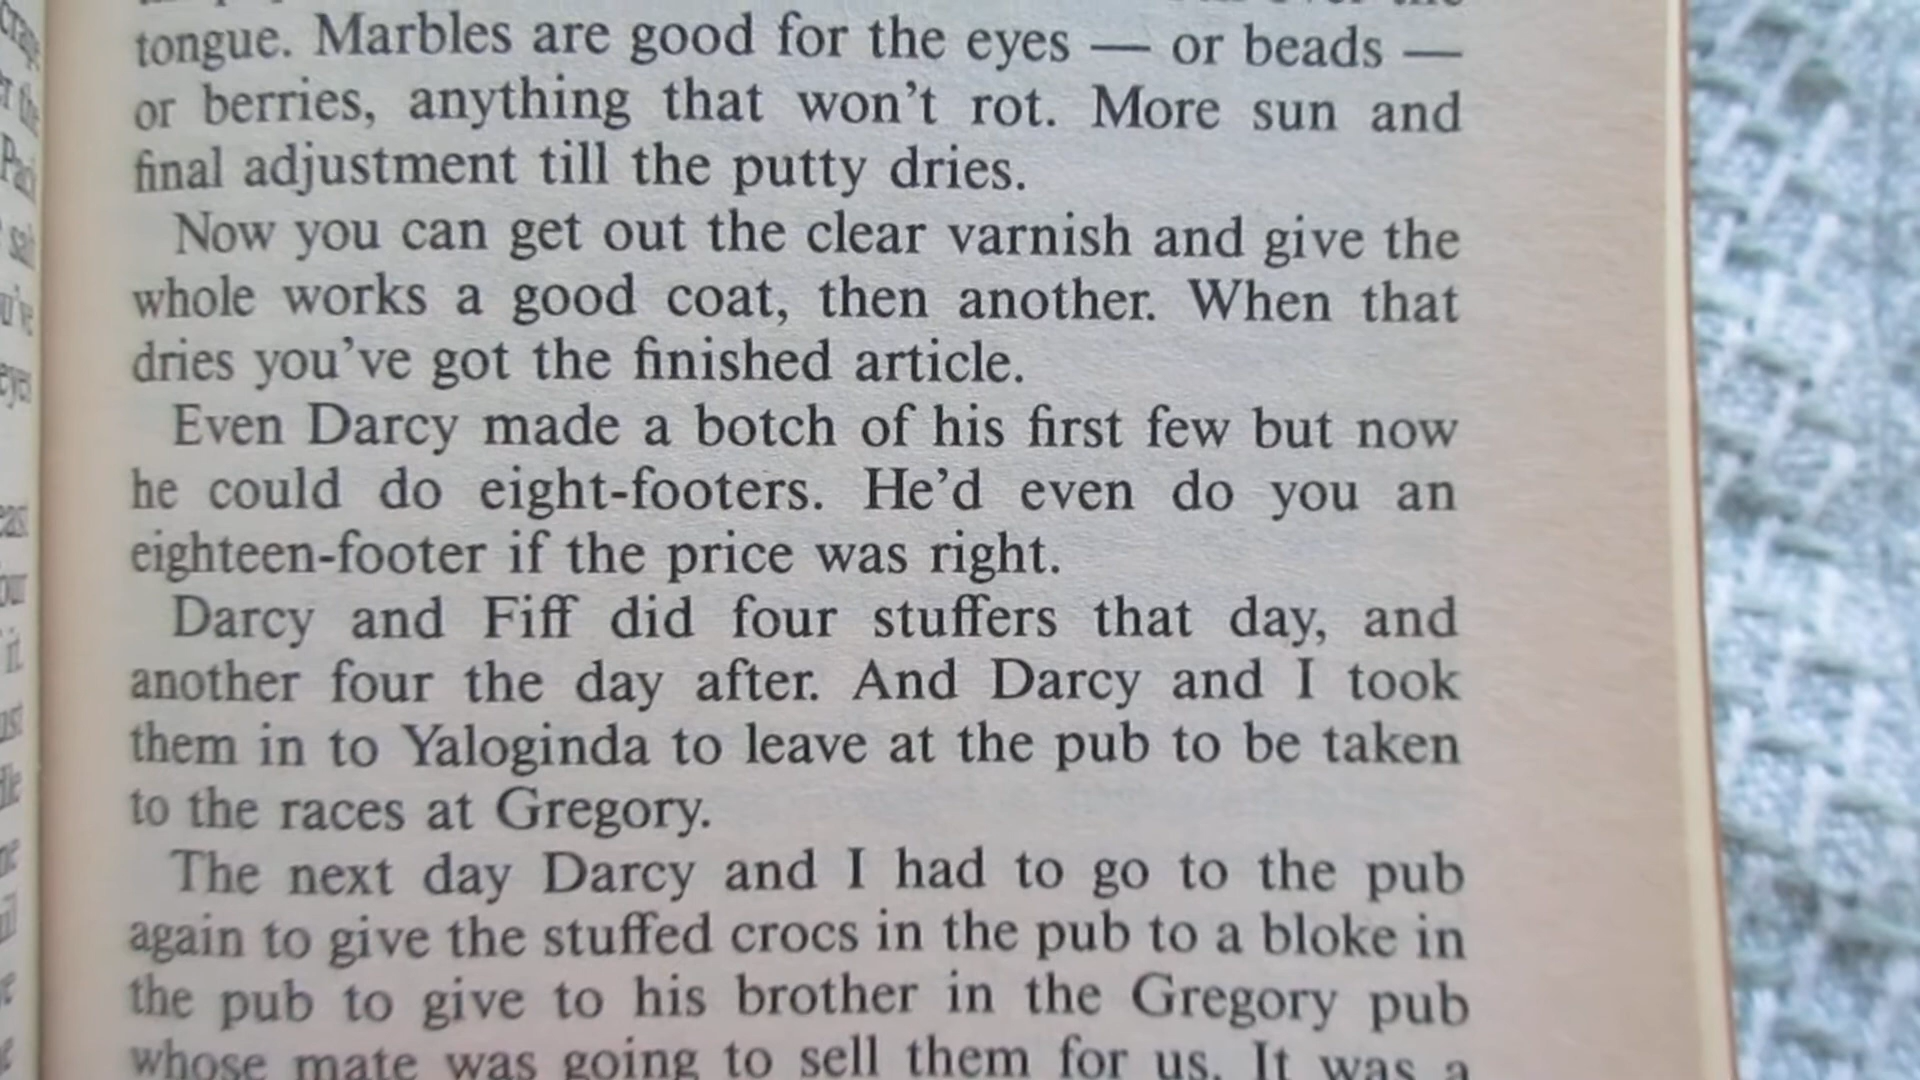 tongue. Marbles are good for the eyes — or beads —
or berries, anything that won't rot. More sun and
final adjustment till the putty dries.
Now you can get out the clear varnish and give the
whole works a good coat, then another. When that
dries you've got the finished article.
Even Darcy made a botch of his first few but now
he could do eight-footers. He'd even do you an
eighteen-footer if the price was right.
Darcy and Fiff did four stuffers that day, and
another four the day after. And Darcy and I took
them in to Yaloginda to leave at the pub to be taken
to the races at Gregory.
The next day Darcy and I had to go to the pub
again to give the stuffed crocs in the pub to a bloke in
the pub to give to his brother in the Gregory pub
whose mate was going to sell them for us. It was a